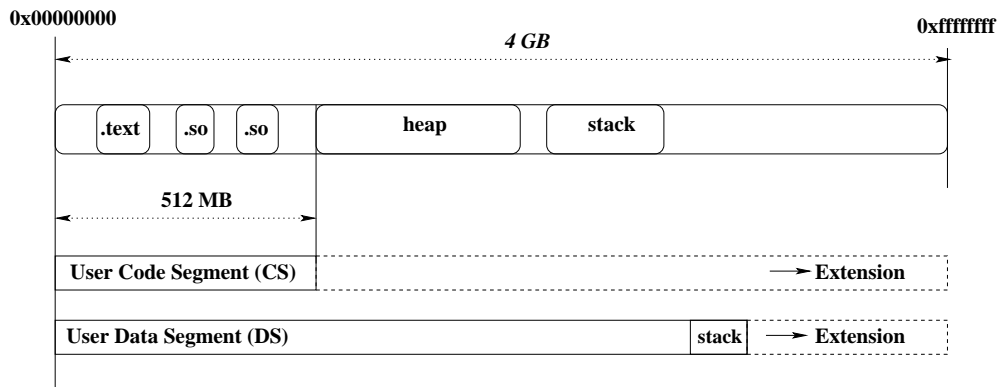 0x00000000
0xffffffff
4 GB
.text .so .so heap stack
512 MB
User Code Segment (CS) Extension
User Data Segment (DS) stack Extension